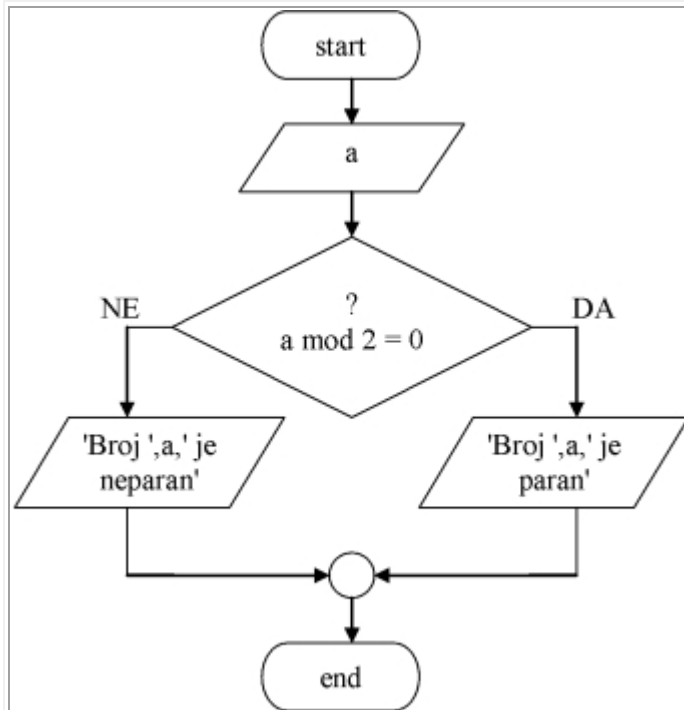 start
a
NE
DA
?
a mod 2 = 0
'Broj ',a,' je
neparan'
'Broj ',a,' je
paran'
end